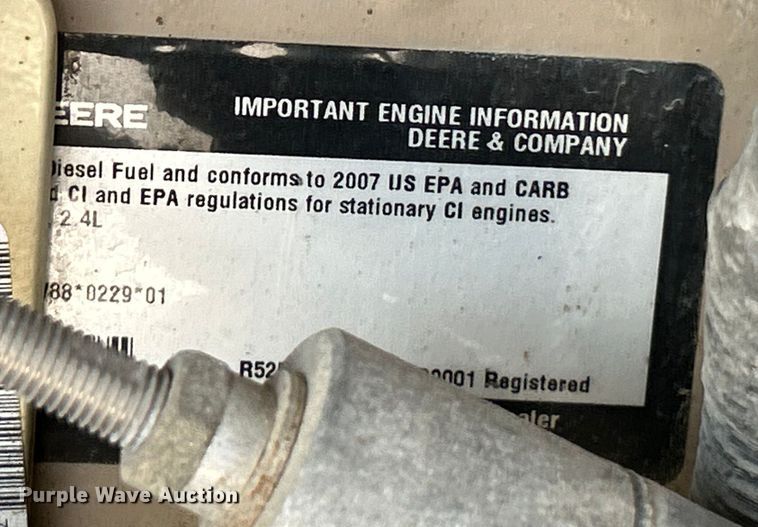 EERE
IMPORTANT ENGINE INFORMATION
DEERE & COMPANY
Diesel Fuel and conforms to 2007 US EPA and CARB
d CI and EPA regulations for stationary CI engines.
2.4L
88*0229*01
R52 0001 Registered
aler
Purple Wave Auction